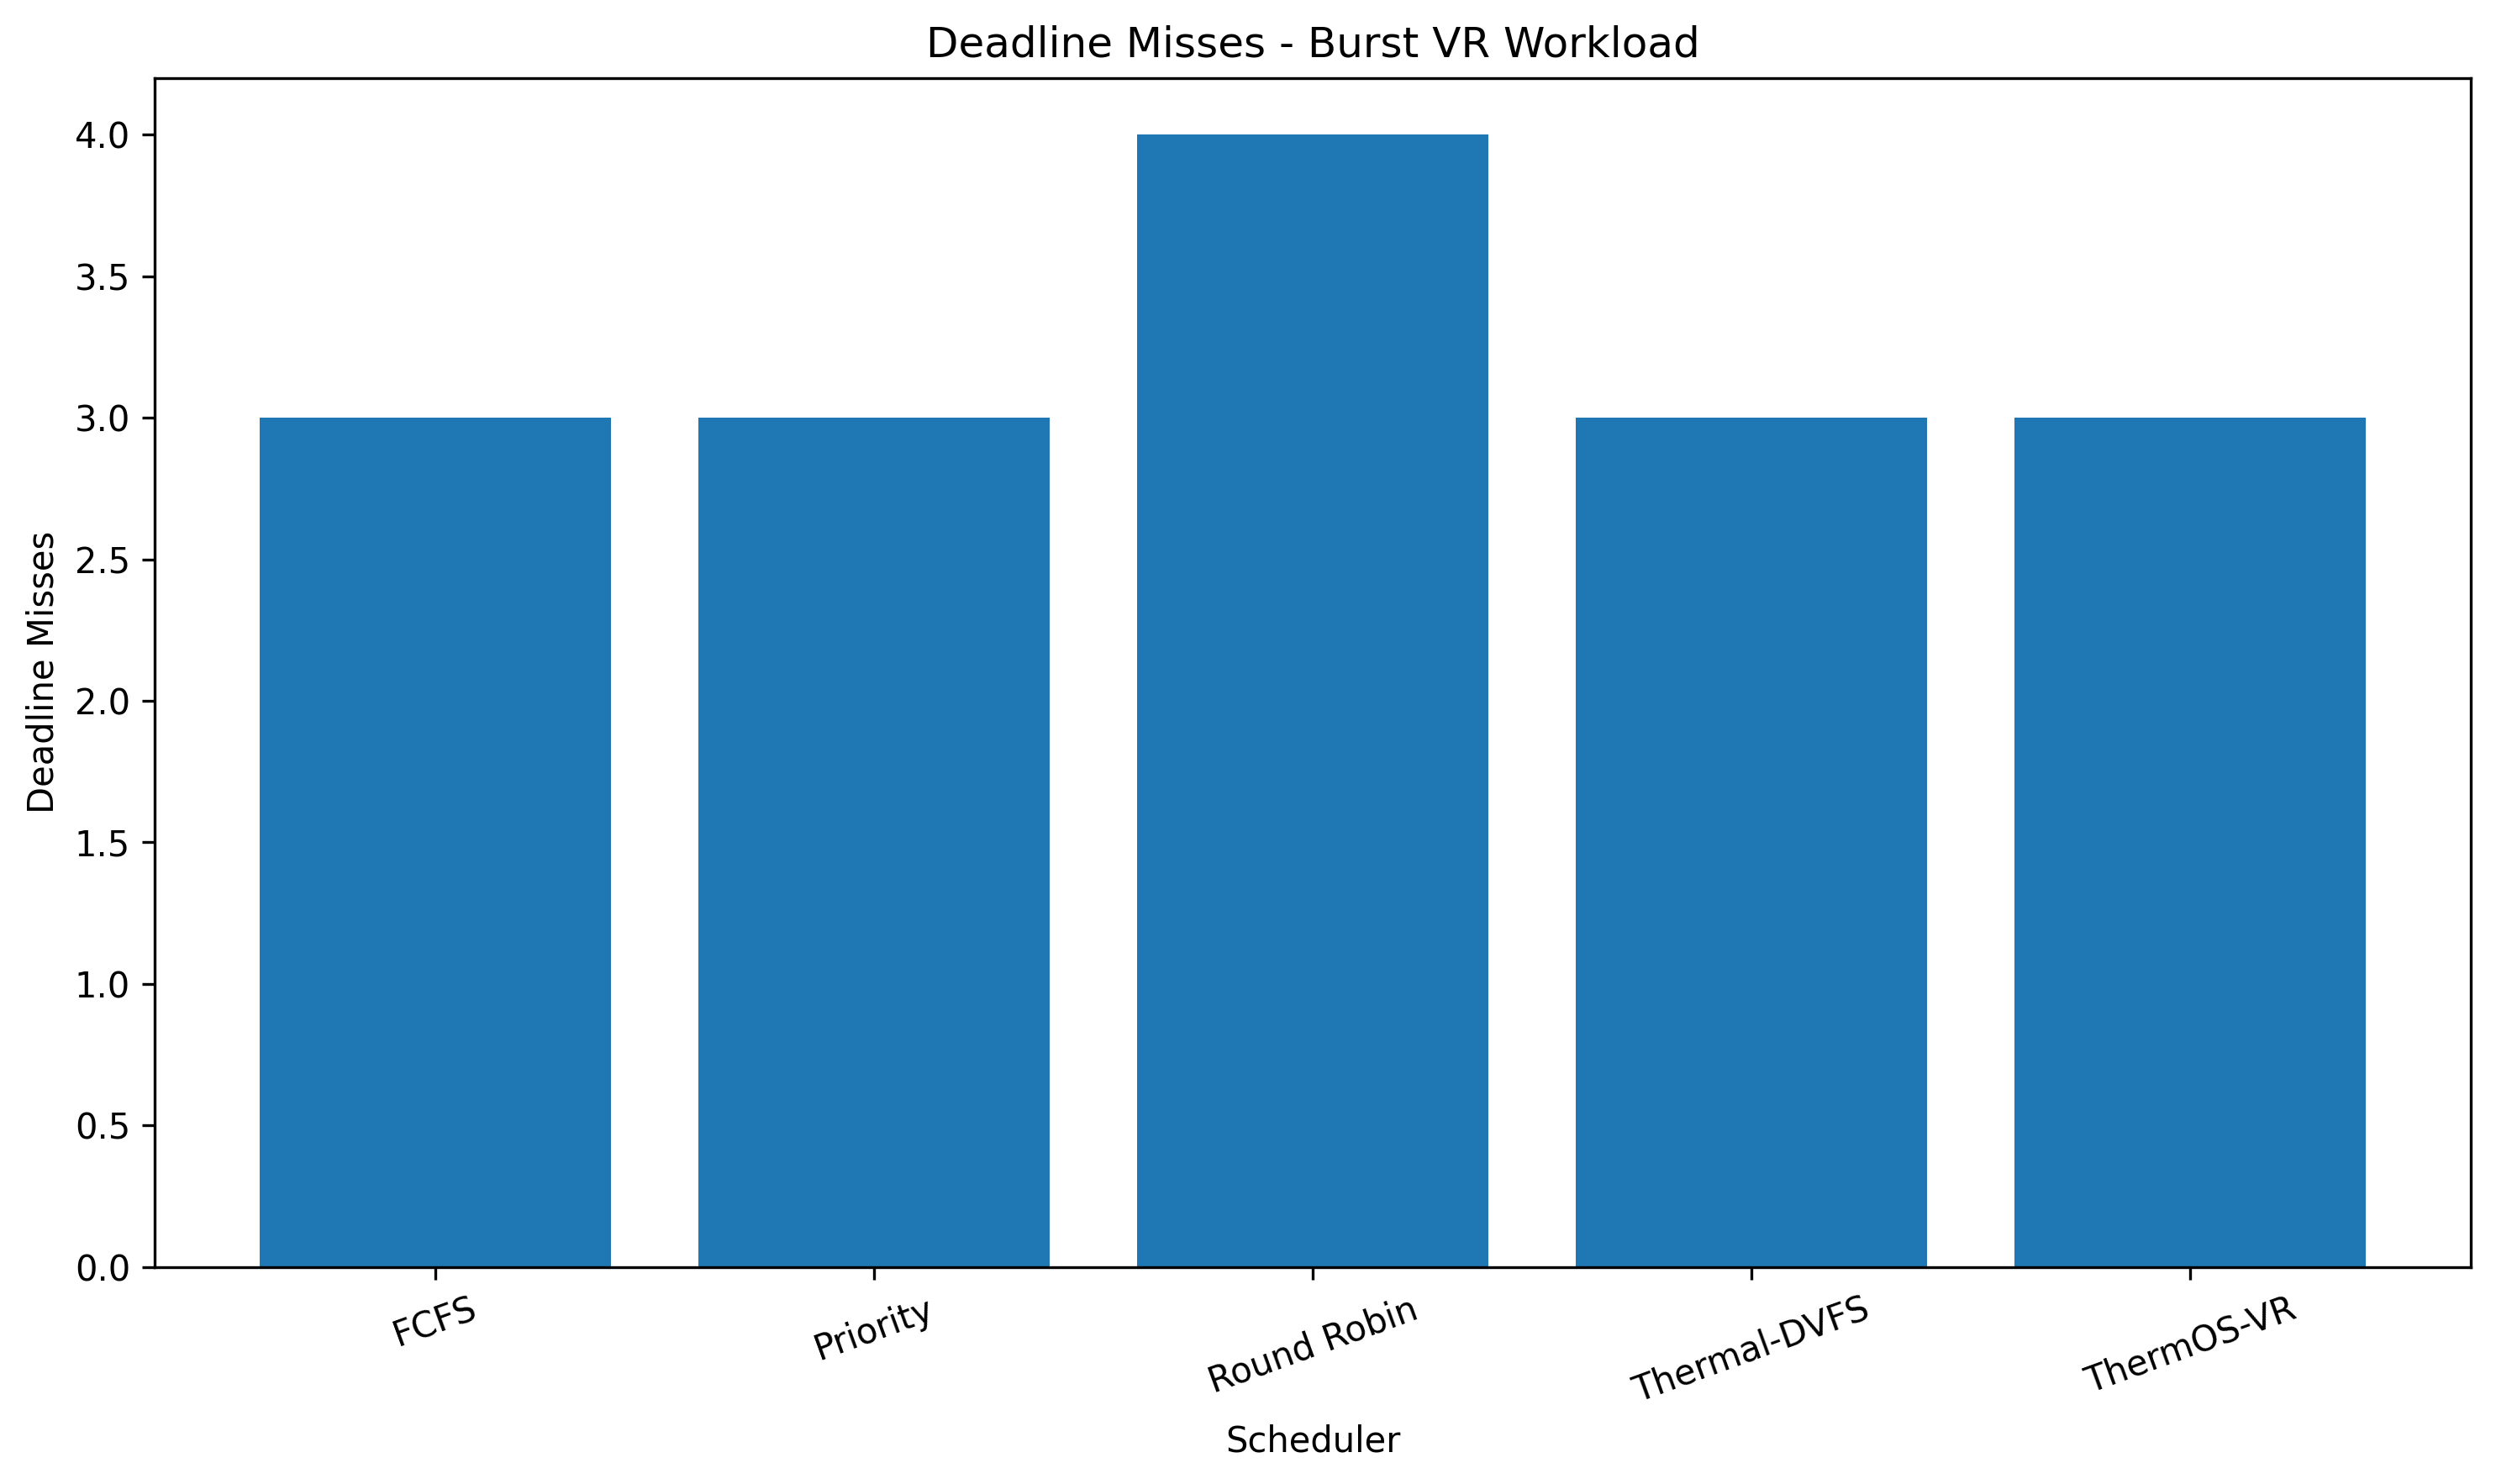 Deadline Misses - Burst VR Workload
Deadline Misses
4.0
3.5
3.0
2.5
2.0
1.5
1.0
0.5
0.0
FCFS
Priority
Round Robin
Thermal-DVFS
ThermOS-VR
Scheduler